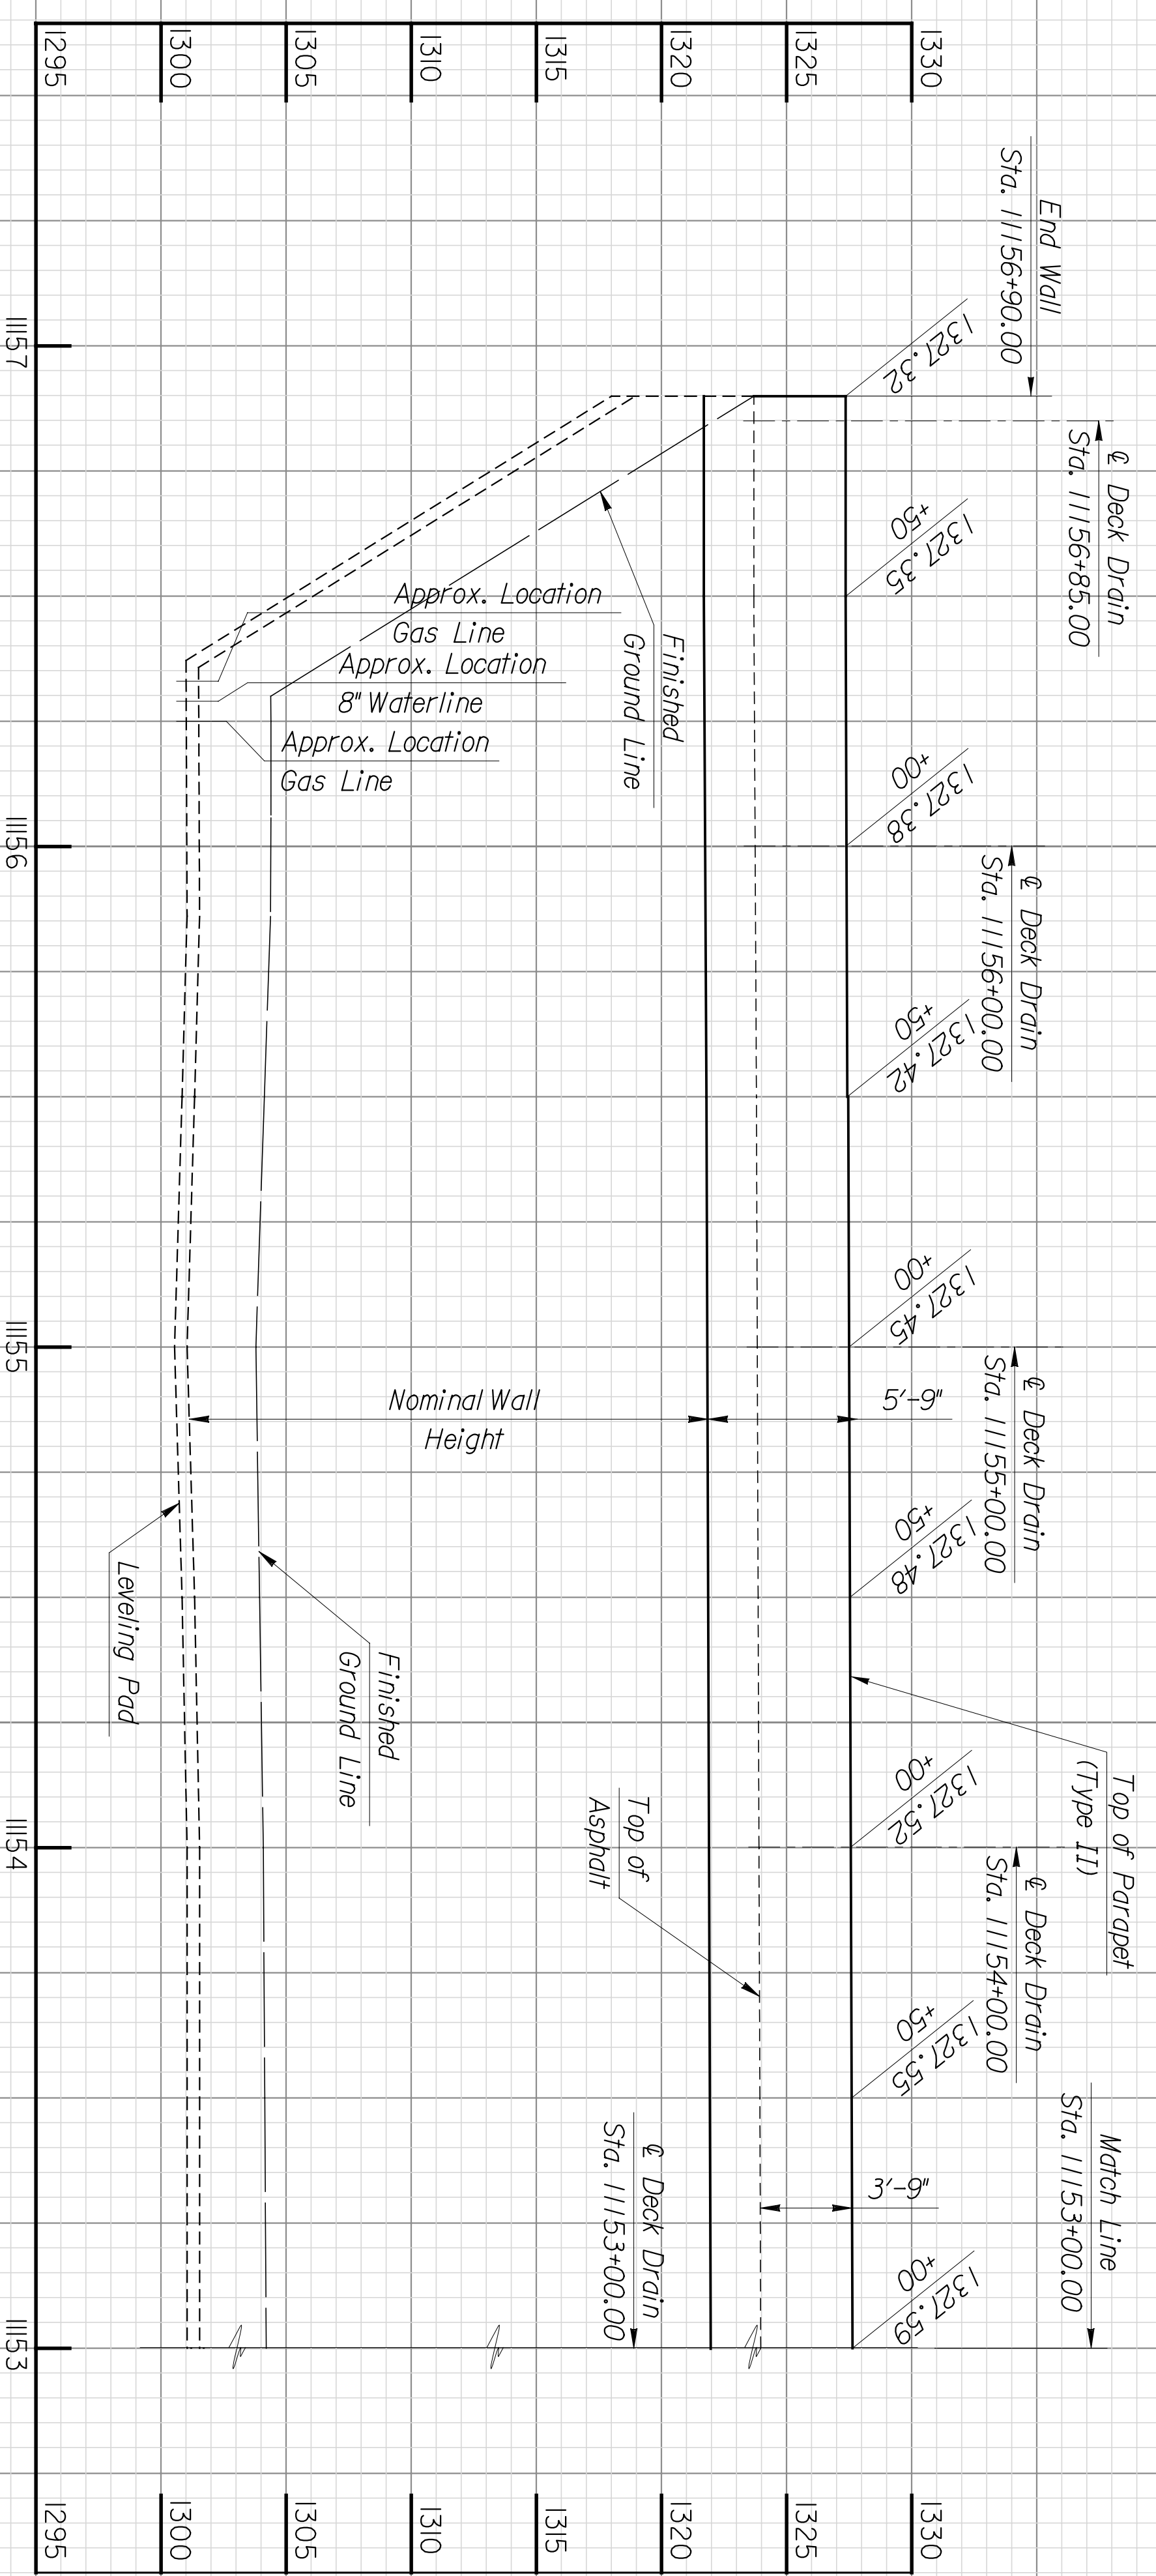 End Wall
Sta. 11156+90.00
℄ Deck Drain
Sta. 11156+85.00
℄ Deck Drain
Sta. 11156+00.00
℄ Deck Drain
Sta. 11155+00.00
Top of Parapet
(Type II)
℄ Deck Drain
Sta. 11154+00.00
Match Line
Sta. 11153+00.00
1327.32
+50
1327.35
+00
1327.38
+50
1327.42
+00
1327.45
+50
1327.48
+00
1327.52
+50
1327.55
+00
1327.59
5'-9"
3'-9"
1330
1325
1320
1315
1310
1305
1300
1295
Finished
Ground Line
Approx. Location
Gas Line
Approx. Location
8" Waterline
Approx. Location
Gas Line
Nominal Wall
Height
Top of
Asphalt
℄ Deck Drain
Sta. 11153+00.00
Finished
Ground Line
Leveling Pad
1330
1325
1320
1315
1310
1305
1300
1295
11157
11156
11155
11154
11153